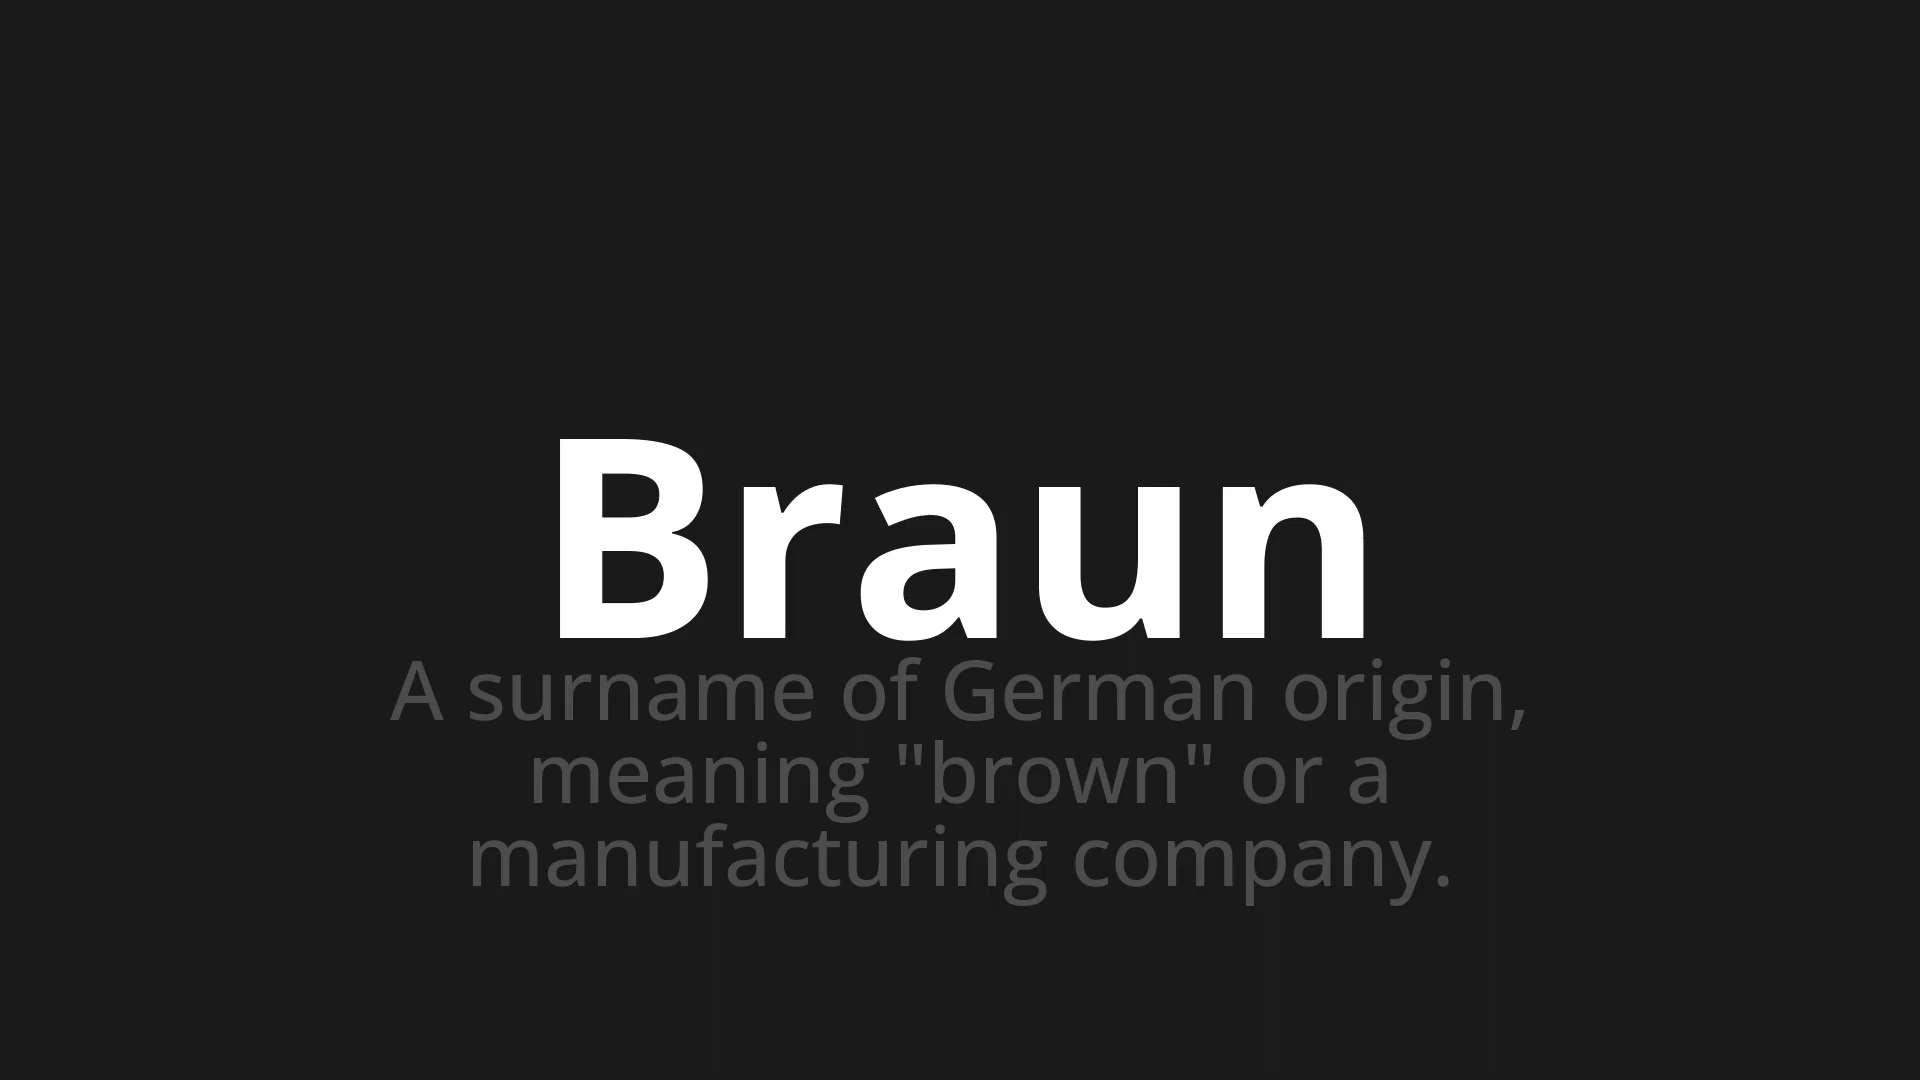 Braun
A surname of German origin,
meaning "brown" or a
manufacturing company.